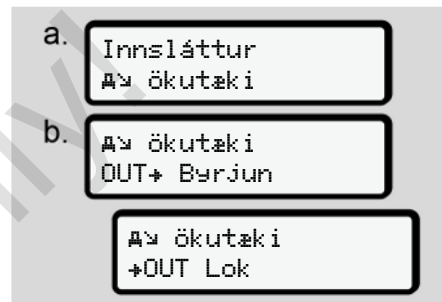 a.
Innsláttur
ökutæki
b.
ökutæki
OUT→ Byrjun
ökutæki
→OUT Lok